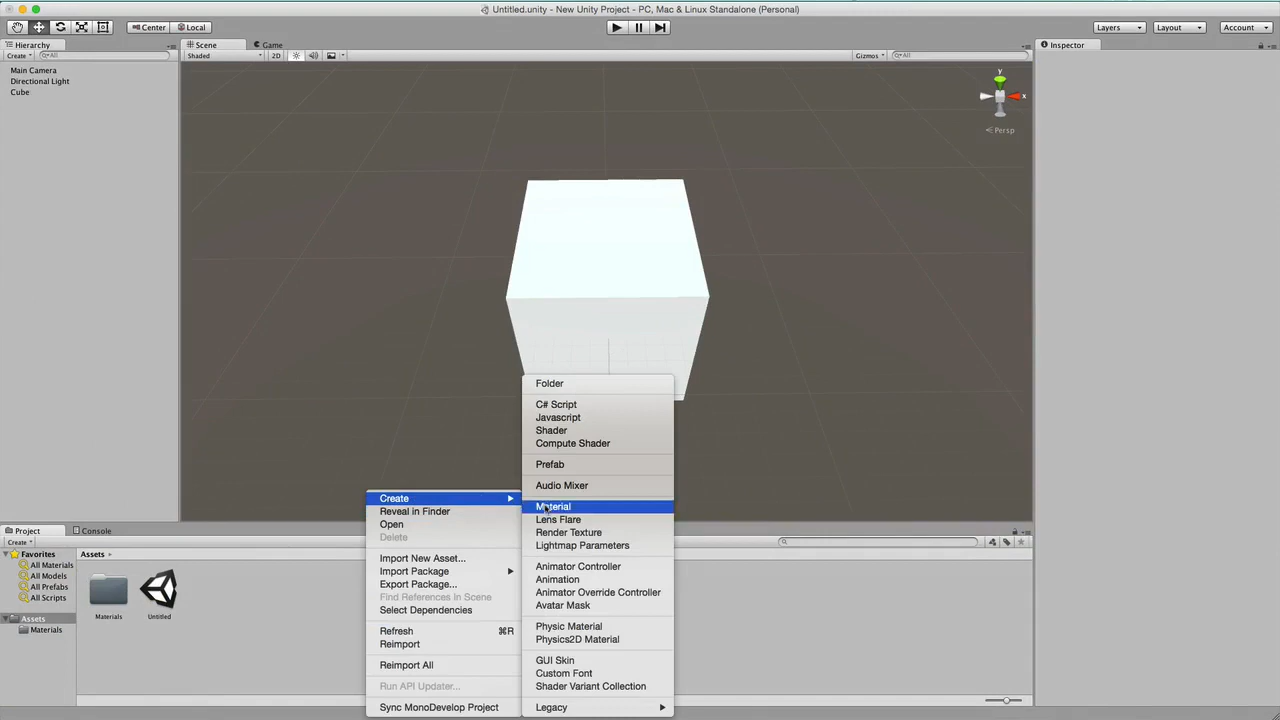 Untitled.unity - New Unity Project - PC, Mac & Linux Standalone (Personal)
Center
Local
Layers
Layout
Account
Hierarchy
Create
All
Main Camera
Directional Light
Cube
Scene
Game
Shaded
2D
Gizmos
All
y
x
Persp
Inspector
Folder
C# Script
Javascript
Shader
Compute Shader
Prefab
Audio Mixer
Material
Lens Flare
Render Texture
Lightmap Parameters
Animator Controller
Animation
Animator Override Controller
Avatar Mask
Physic Material
Physics2D Material
GUI Skin
Custom Font
Shader Variant Collection
Legacy
Create
Reveal in Finder
Open
Delete
Import New Asset...
Import Package
Export Package...
Find References In Scene
Select Dependencies
Refresh ⌘R
Reimport
Reimport All
Run API Updater...
Sync MonoDevelop Project
Project
Console
Create
Favorites
All Materials
All Models
All Prefabs
All Scripts
Assets
Materials
Assets
Materials
Untitled